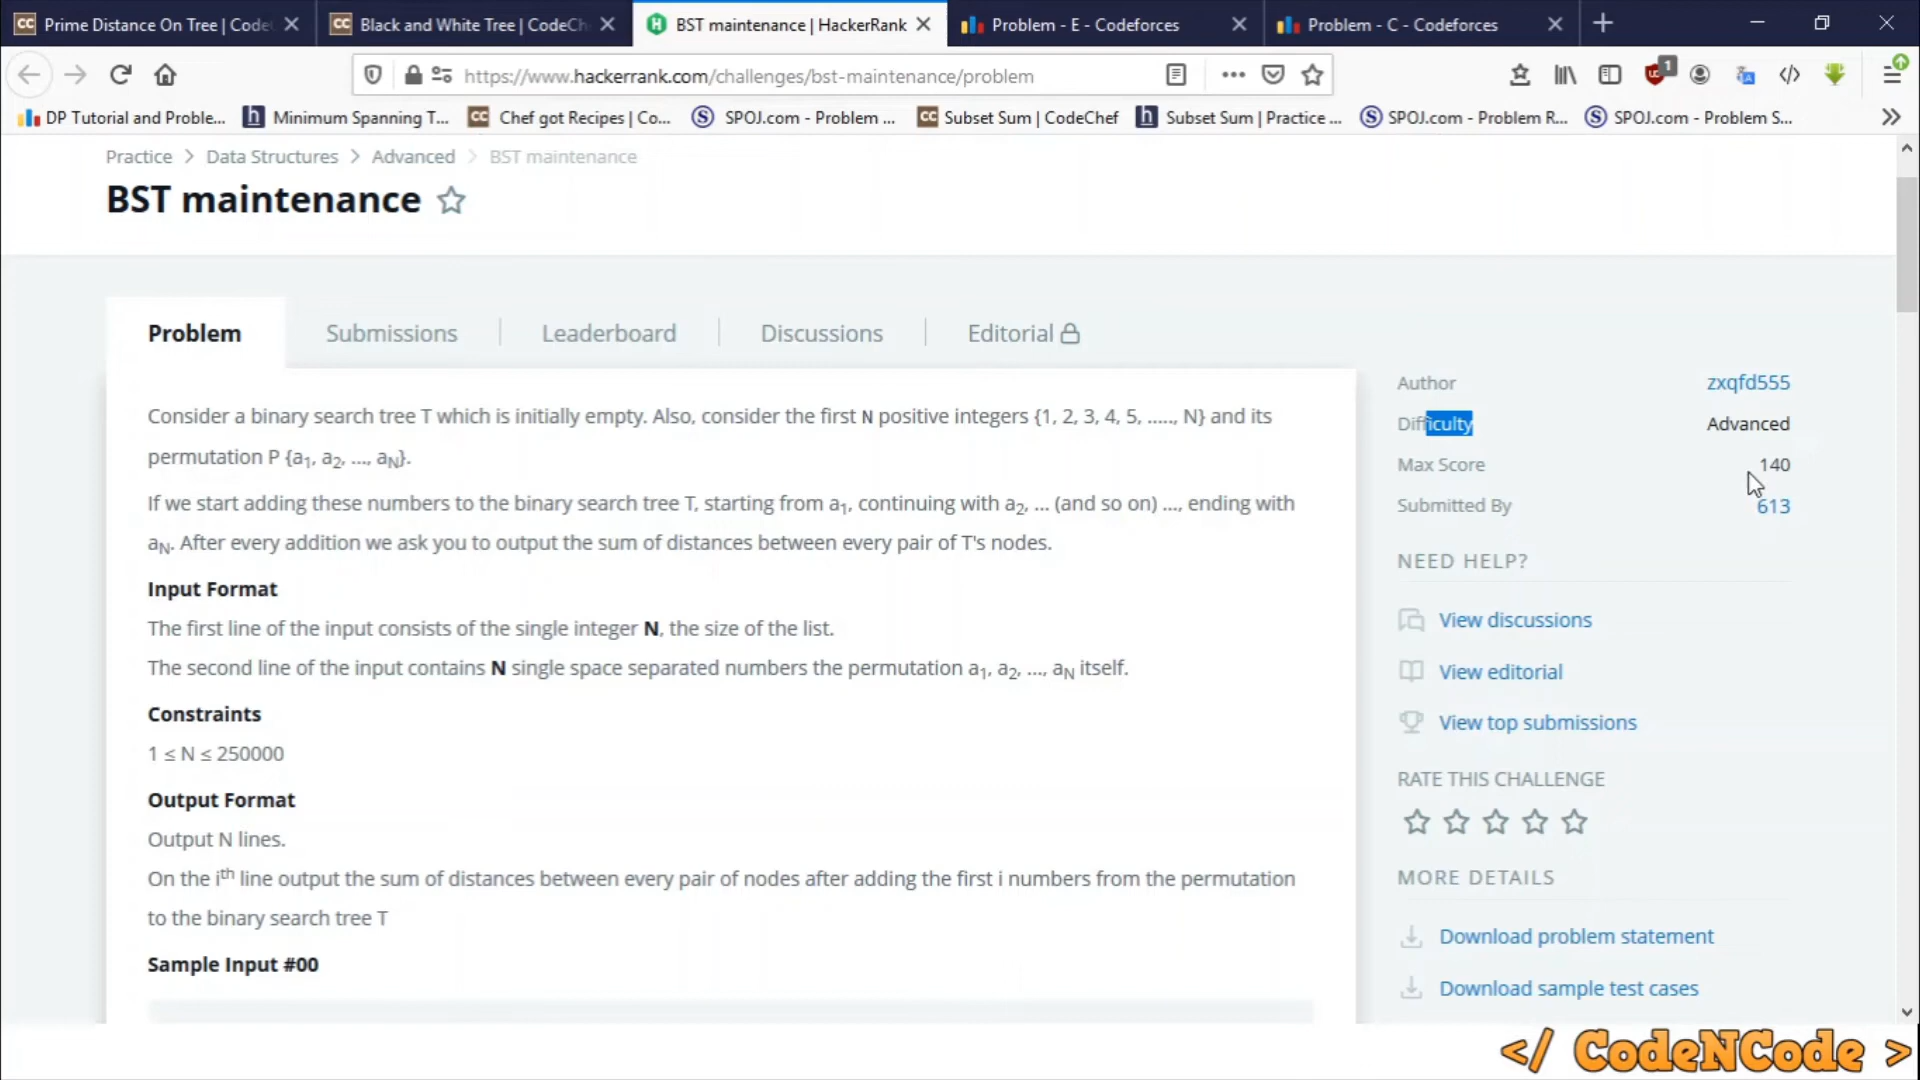 Prime Distance On Tree | Code
Black and White Tree | CodeCh
BST maintenance | HackerRank
Problem - E - Codeforces
Problem - C - Codeforces
https://www.hackerrank.com/challenges/bst-maintenance/problem
1
DP Tutorial and Proble...
Minimum Spanning T...
Chef got Recipes | Co...
SPOJ.com - Problem ...
Subset Sum | CodeChef
Subset Sum | Practice ...
SPOJ.com - Problem R...
SPOJ.com - Problem S...
Practice > Data Structures > Advanced > BST maintenance
BST maintenance
Problem
Submissions
Leaderboard
Discussions
Editorial
Consider a binary search tree T which is initially empty. Also, consider the first N positive integers {1, 2, 3, 4, 5, ....., N} and its
permutation P {a1, a2, ..., aN}.
If we start adding these numbers to the binary search tree T, starting from a1, continuing with a2, ... (and so on) ..., ending with
aN. After every addition we ask you to output the sum of distances between every pair of T's nodes.
Input Format
The first line of the input consists of the single integer N, the size of the list.
The second line of the input contains N single space separated numbers the permutation a1, a2, ..., aN itself.
Constraints
1 ≤ N ≤ 250000
Output Format
Output N lines.
On the ith line output the sum of distances between every pair of nodes after adding the first i numbers from the permutation
to the binary search tree T
Sample Input #00
Author zxqfd555
Difficulty Advanced
Max Score 140
Submitted By 613
NEED HELP?
View discussions
View editorial
View top submissions
RATE THIS CHALLENGE
MORE DETAILS
Download problem statement
Download sample test cases
</ CodeNCode >